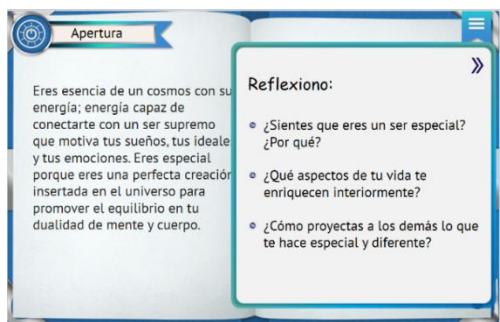 Apertura
Eres esencia de un cosmos con su
energía; energía capaz de
conectarte con un ser supremo
que motiva tus sueños, tus ideale
y tus emociones. Eres especial
porque eres una perfecta creación
insertada en el universo para
promover el equilibrio en tu
dualidad de mente y cuerpo.
Reflexiono:
¿Sientes que eres un ser especial?
¿Por qué?
¿Qué aspectos de tu vida te
enriquecen interiormente?
¿Cómo proyectas a los demás lo que
te hace especial y diferente?